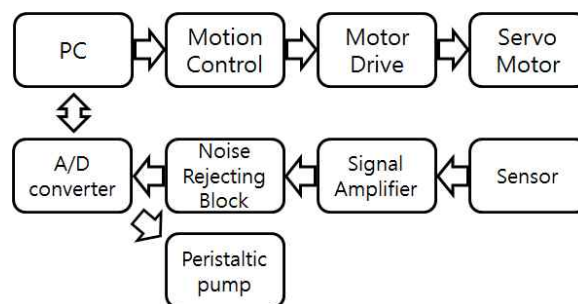 PC
Motion
Control
Motor
Drive
Servo
Motor
A/D
converter
Noise
Rejecting
Block
Signal
Amplifier
Sensor
Peristaltic
pump